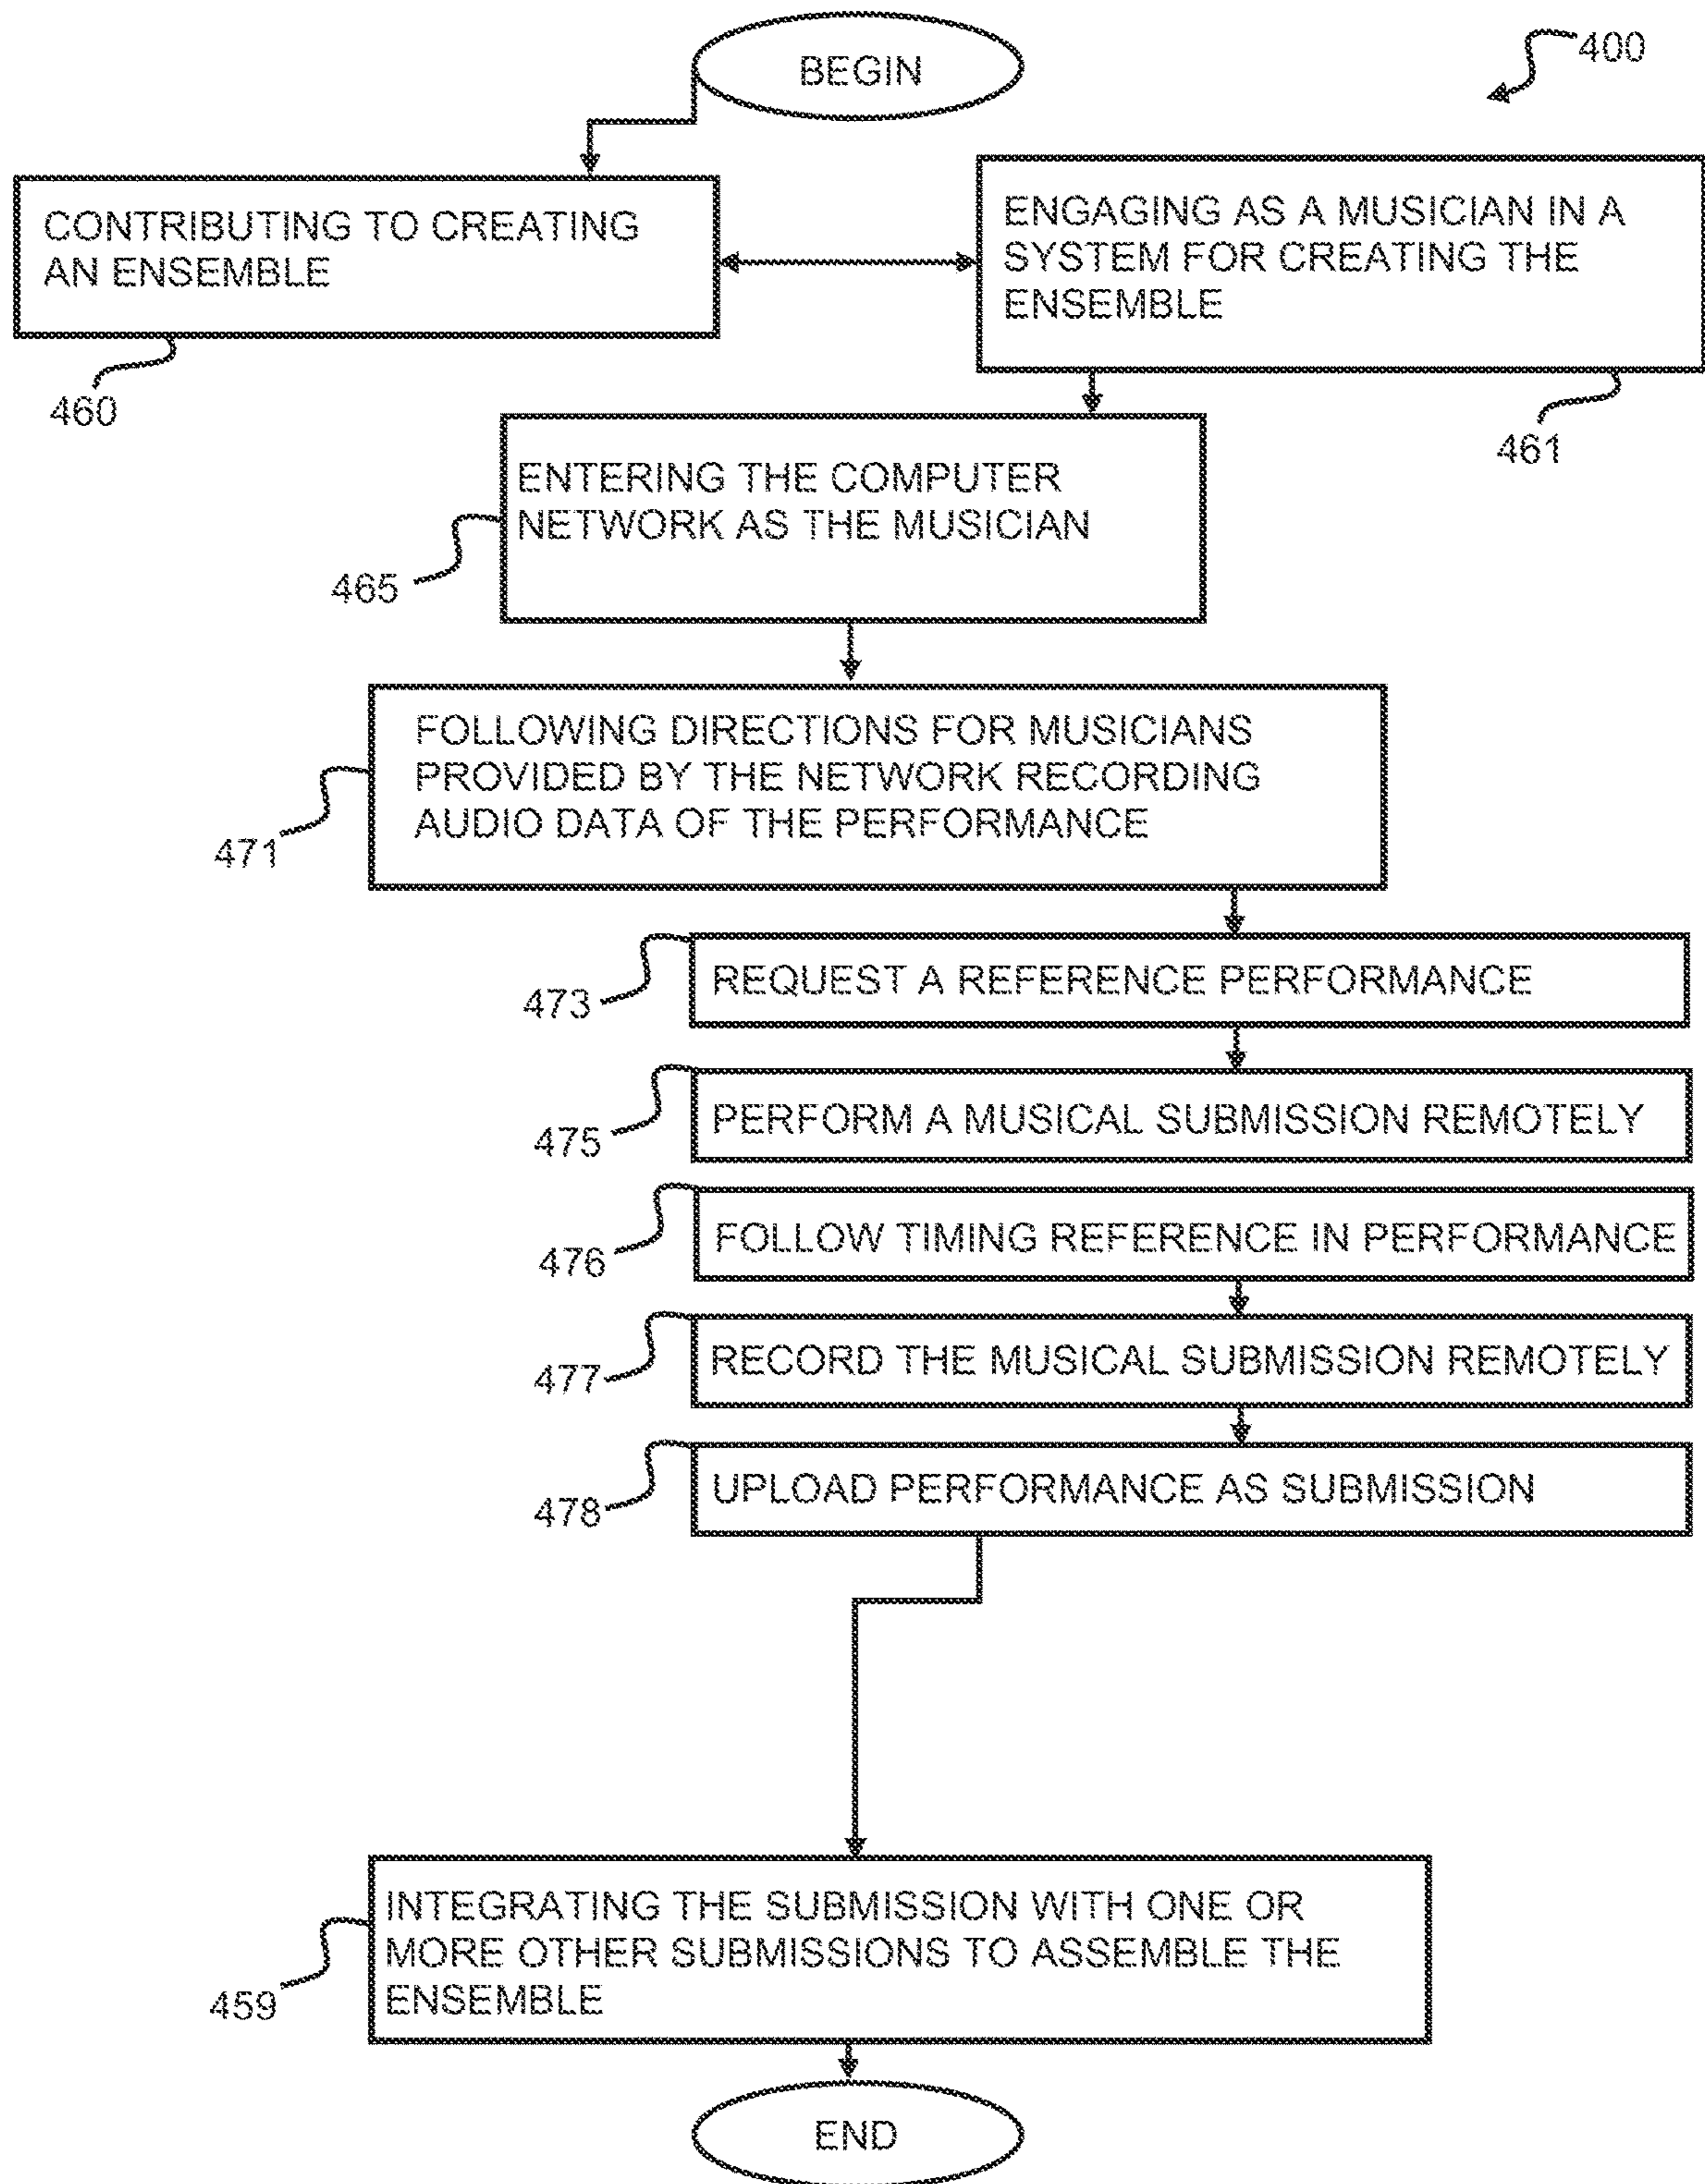 BEGIN
400
CONTRIBUTING TO CREATING
AN ENSEMBLE
460
ENGAGING AS A MUSICIAN IN A
SYSTEM FOR CREATING THE
ENSEMBLE
461
ENTERING THE COMPUTER
NETWORK AS THE MUSICIAN
465
FOLLOWING DIRECTIONS FOR MUSICIANS
PROVIDED BY THE NETWORK RECORDING
AUDIO DATA OF THE PERFORMANCE
471
REQUEST A REFERENCE PERFORMANCE
473
PERFORM A MUSICAL SUBMISSION REMOTELY
475
FOLLOW TIMING REFERENCE IN PERFORMANCE
476
RECORD THE MUSICAL SUBMISSION REMOTELY
477
UPLOAD PERFORMANCE AS SUBMISSION
478
INTEGRATING THE SUBMISSION WITH ONE OR
MORE OTHER SUBMISSIONS TO ASSEMBLE THE
ENSEMBLE
459
END